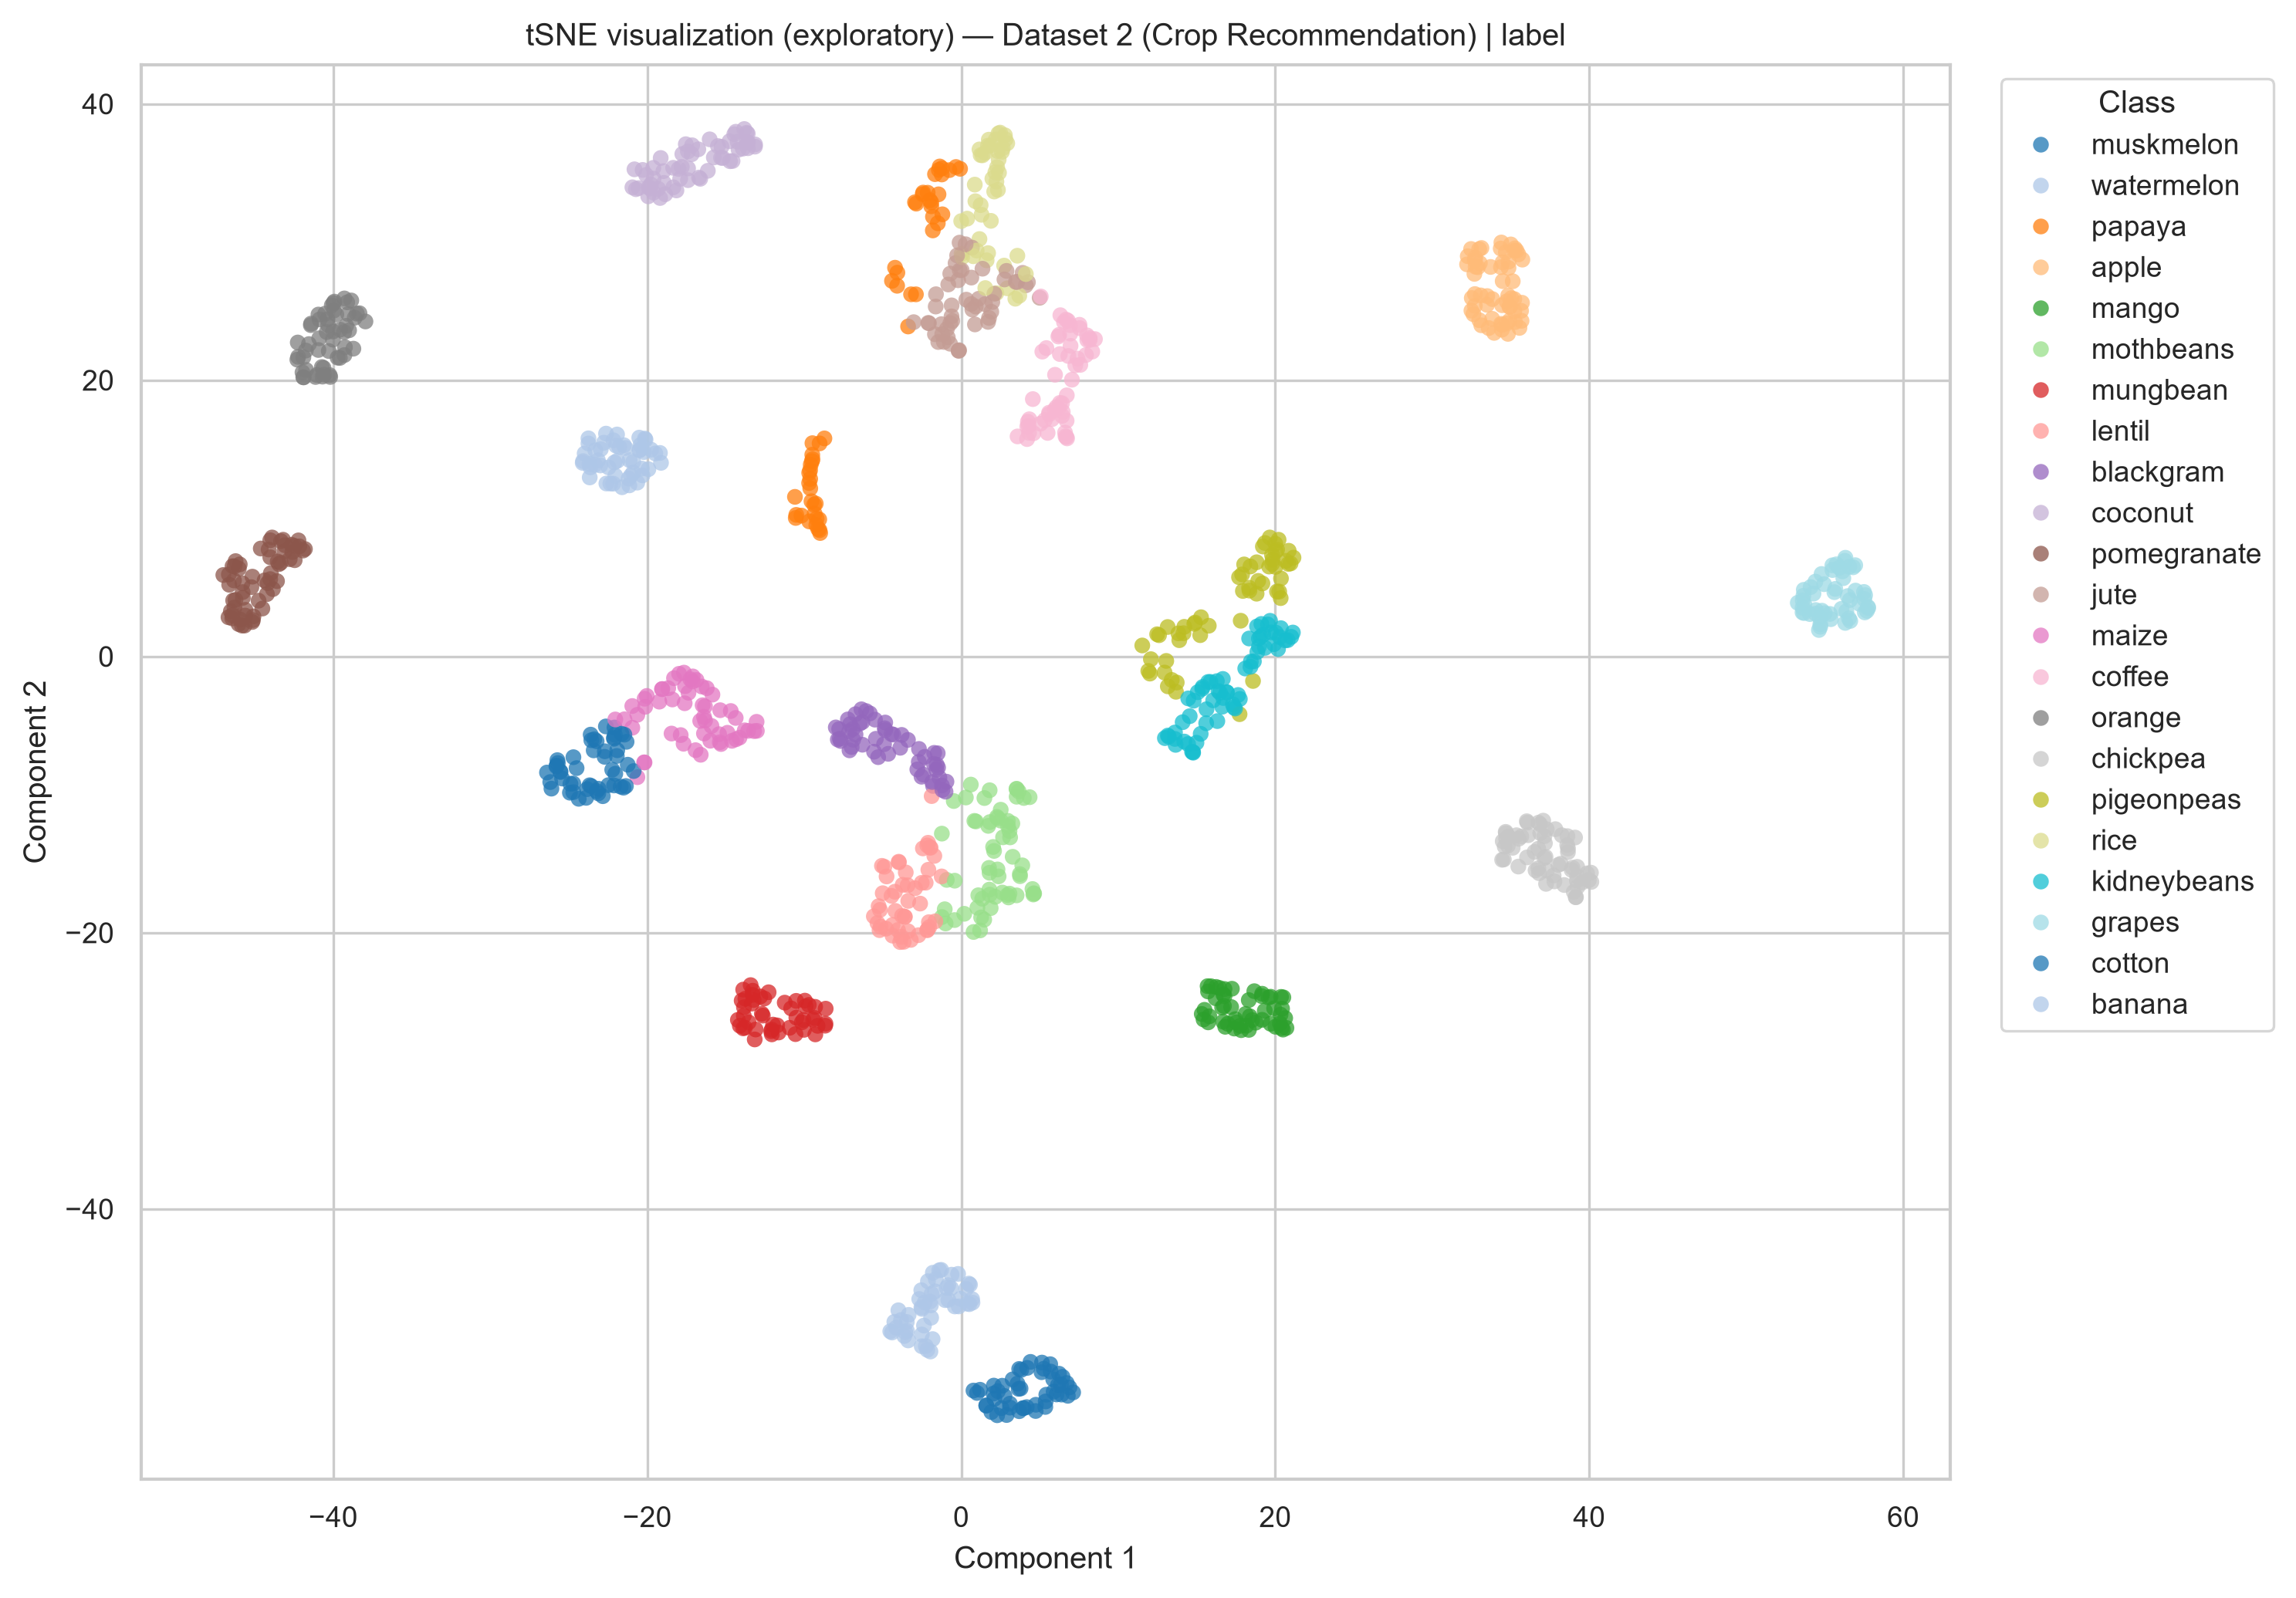 tSNE visualization (exploratory) — Dataset 2 (Crop Recommendation) | label
Class
muskmelon
watermelon
papaya
apple
mango
mothbeans
mungbean
lentil
blackgram
coconut
pomegranate
jute
maize
coffee
orange
chickpea
pigeonpeas
rice
kidneybeans
grapes
cotton
banana
Component 2
40
20
0
−20
−40
−40
−20
0
20
40
60
Component 1